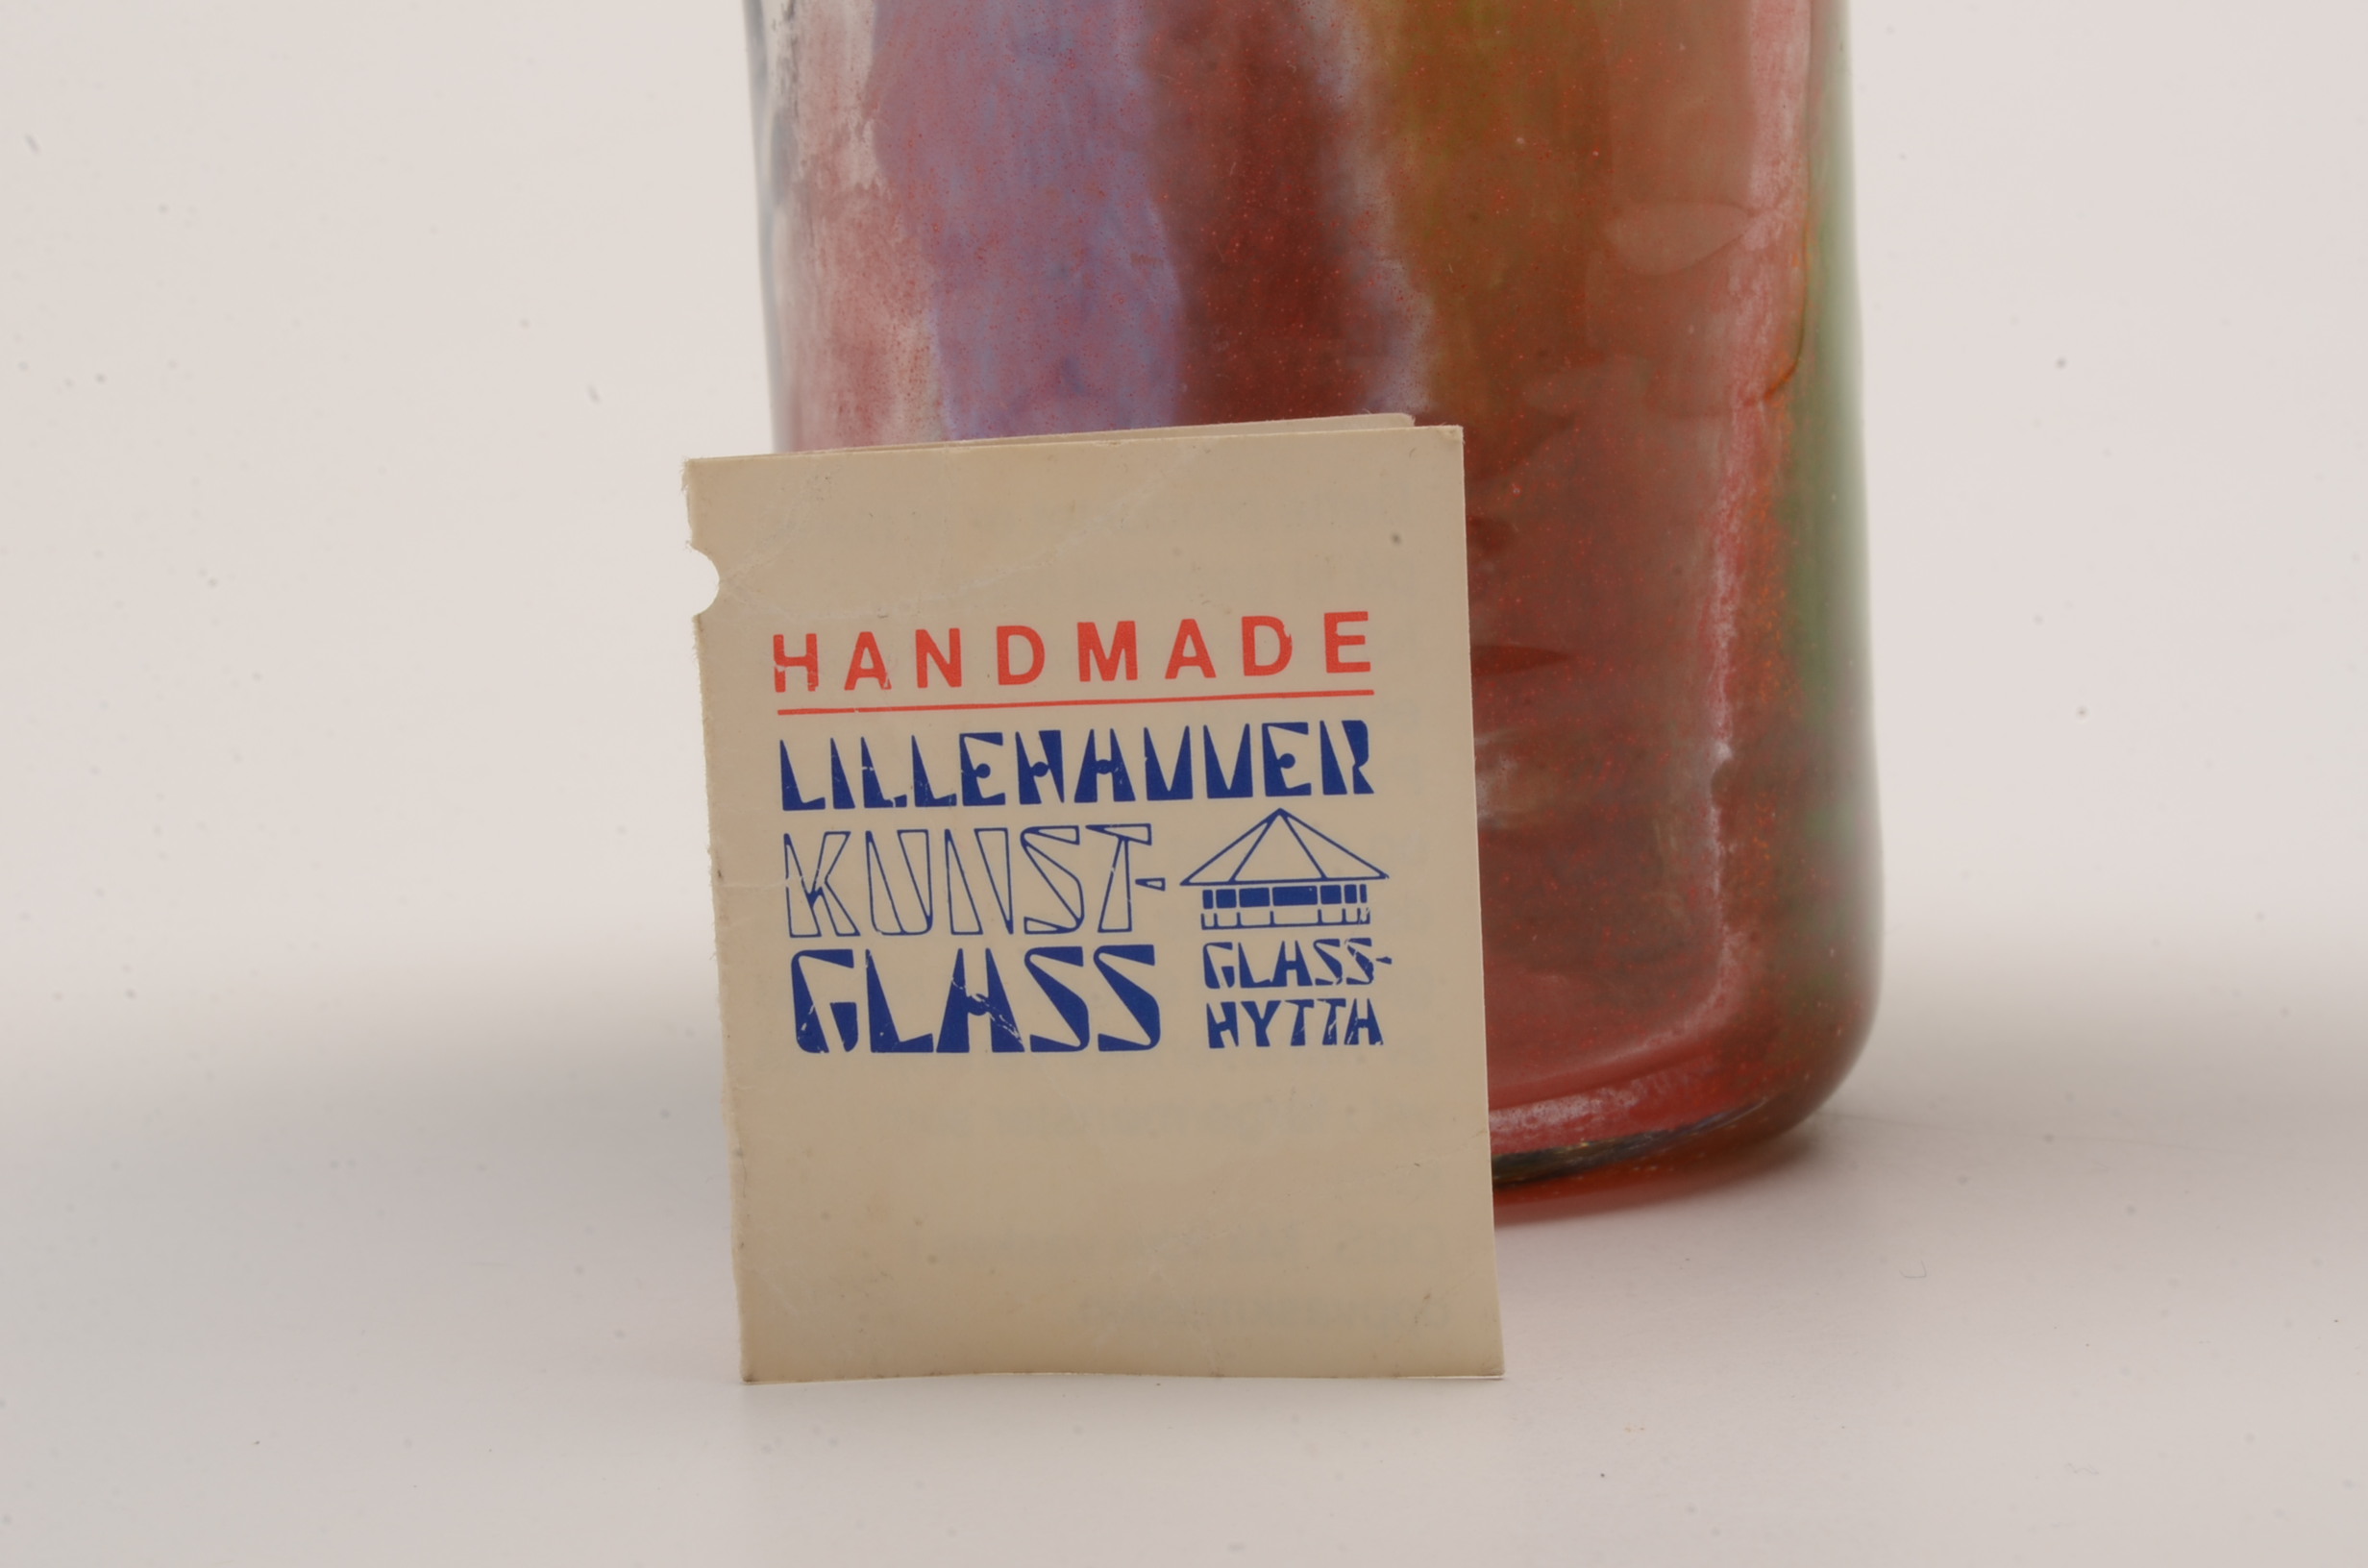 HANDMADE
LILLEHAMMER
KUNST-
GLASS
GLASS-
HYTTA